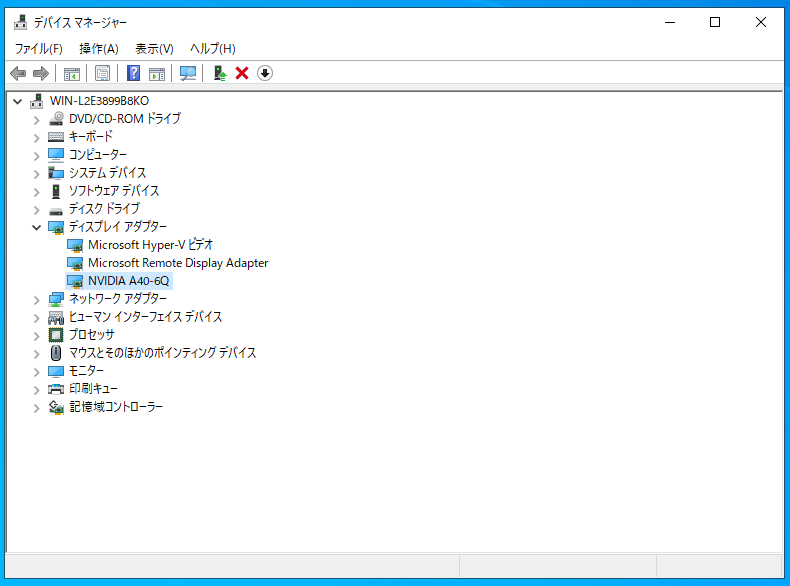 デバイス マネージャー
ファイル(F) 操作(A) 表示(V) ヘルプ(H)
WIN-L2E3899B8KO
DVD/CD-ROM ドライブ
キーボード
コンピューター
システム デバイス
ソフトウェア デバイス
ディスク ドライブ
ディスプレイ アダプター
Microsoft Hyper-V ビデオ
Microsoft Remote Display Adapter
NVIDIA A40-6Q
ネットワーク アダプター
ヒューマン インターフェイス デバイス
プロセッサ
マウスとそのほかのポインティング デバイス
モニター
印刷キュー
記憶域コントローラー